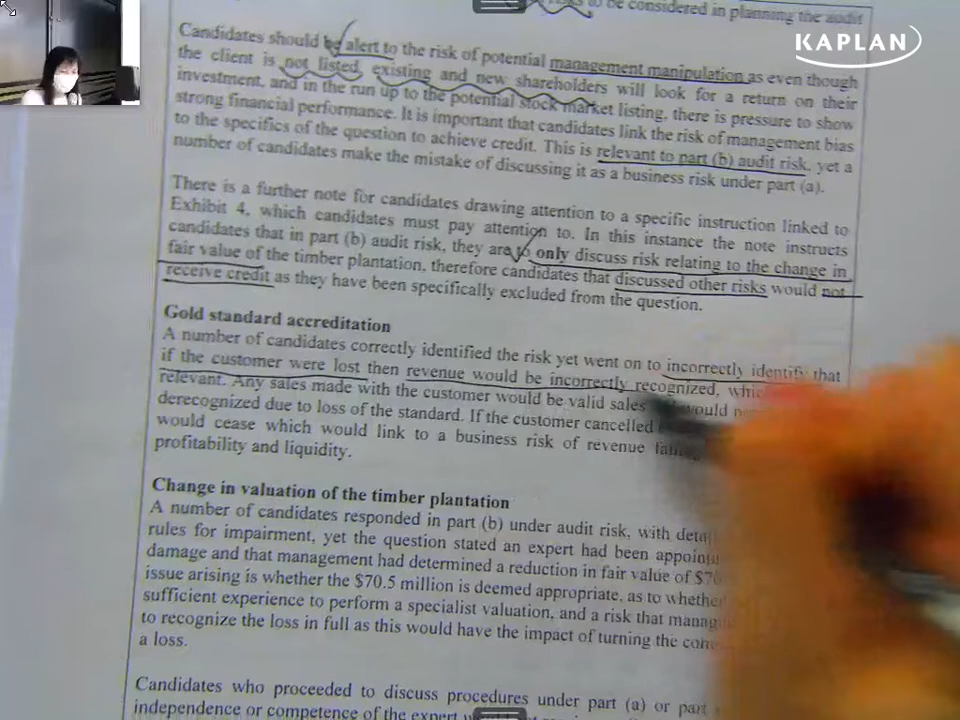 to be considered in planning the audit
KAPLAN
Candidates should be alert to the risk of potential management manipulation as even though
the client is not listed, existing and new shareholders will look for a return on their
investment, and in the run up to the potential stock market listing, there is pressure to show
strong financial performance. It is important that candidates link the risk of management bias
to the specifics of the question to achieve credit. This is relevant to part (b) audit risk, yet a
number of candidates make the mistake of discussing it as a business risk under part (a).
There is a further note for candidates drawing attention to a specific instruction linked to
Exhibit 4, which candidates must pay attention to. In this instance the note instructs
candidates that in part (b) audit risk, they are to only discuss risk relating to the change in
fair value of the timber plantation, therefore candidates that discussed other risks would not
receive credit as they have been specifically excluded from the question.
Gold standard accreditation
A number of candidates correctly identified the risk yet went on to incorrectly identify that
if the customer were lost then revenue would be incorrectly recognized,
relevant. Any sales made with the customer would be valid sales would
derecognized due to loss of the standard. If the customer cancelled
would cease which would link to a business risk of revenue
profitability and liquidity.
Change in valuation of the timber plantation
A number of candidates responded in part (b) under audit risk, with
rules for impairment, yet the question stated an expert had been
damage and that management had determined a reduction in fair value of
issue arising is whether the $70.5 million is deemed appropriate, as to whether
sufficient experience to perform a specialist valuation, and a risk that
to recognize the loss in full as this would have the impact of turning the
a loss.
Candidates who proceeded to discuss procedures under part (a) or part
independence or competence of the expert